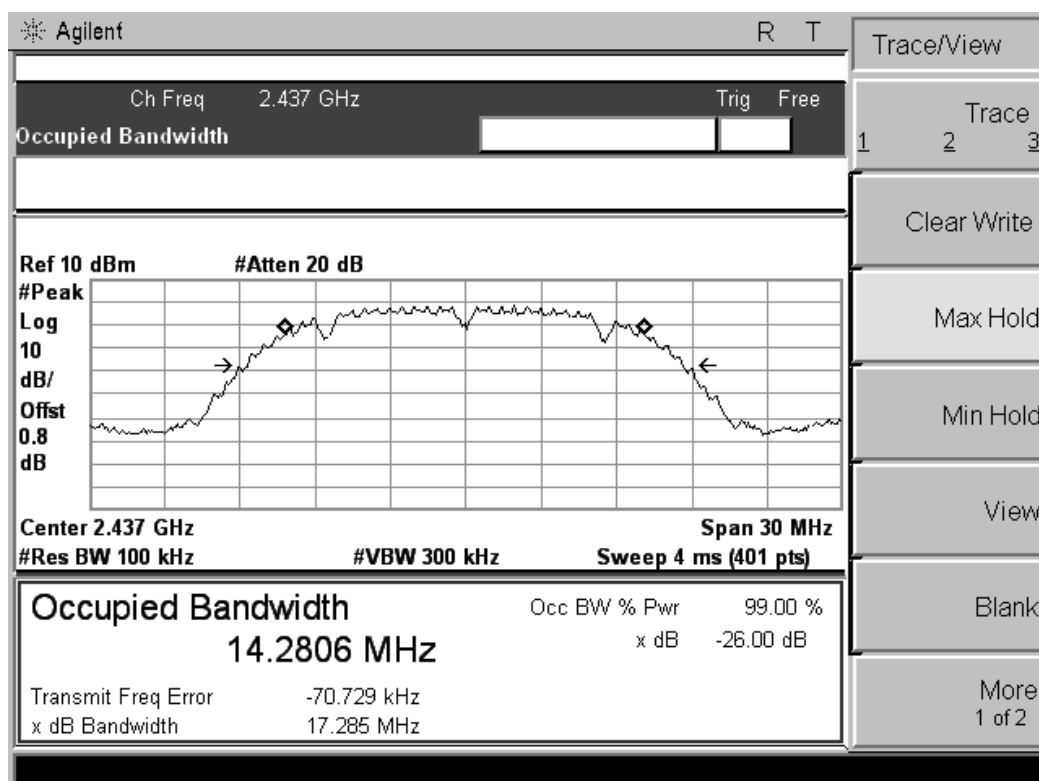 Agilent R T
Trace/View
Ch Freq 2.437 GHz Trig Free
Occupied Bandwidth
Trace
1 2 3
Clear Write
Ref 10 dBm #Atten 20 dB
#Peak
Log
10
dB/
Offst
0.8
dB
Max Hold
Min Hold
Center 2.437 GHz Span 30 MHz
#Res BW 100 kHz #VBW 300 kHz Sweep 4 ms (401 pts)
View
Occupied Bandwidth Occ BW % Pwr 99.00 %
14.2806 MHz x dB -26.00 dB
Blank
Transmit Freq Error -70.729 kHz
x dB Bandwidth 17.285 MHz
More
1 of 2